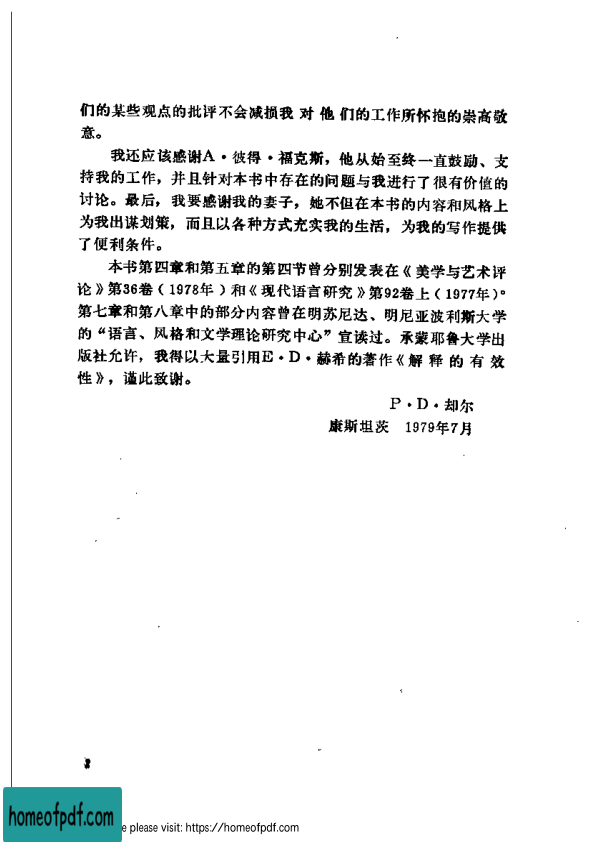 们的某些观点的批评不会减损我对他们的工作所怀抱的崇高敬
意。
我还应该感谢A·彼得·福克斯，他从始至终一直鼓励、支
持我的工作，并且针对本书中存在的问题与我进行了很有价值的
讨论。最后，我要感谢我的妻子，她不但在本书的内容和风格上
为我出谋划策，而且以各种方式充实我的生活，为我的写作提供
了便利条件。
本书第四章和第五章的第四节曾分别发表在《美学与艺术评
论》第36卷（1978年）和《现代语言研究》第92卷上（1977年）。
第七章和第八章中的部分内容曾在明苏尼达、明尼亚波利斯大学
的“语言、风格和文学理论研究中心”宣读过。承蒙耶鲁大学出
版社允许，我得以大量引用E·D·赫希的著作《解释的有效
性》，谨此致谢。
P·D·却尔
康斯坦茨 1979年7月
homeofpdf.com
e please visit: https://homeofpdf.com